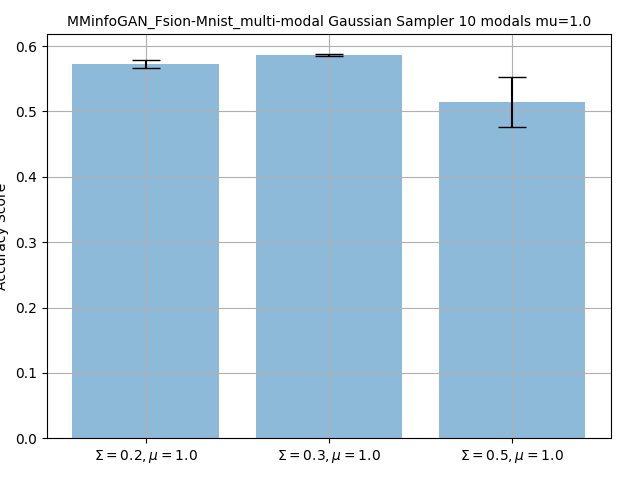 MMinfoGAN_Fsion-Mnist_multi-modal Gaussian Sampler 10 modals mu=1.0
0.6
0.5
0.4
0.3
0.2
0.1
0.0
Accuracy Score
Σ = 0.2, μ = 1.0
Σ = 0.3, μ = 1.0
Σ = 0.5, μ = 1.0